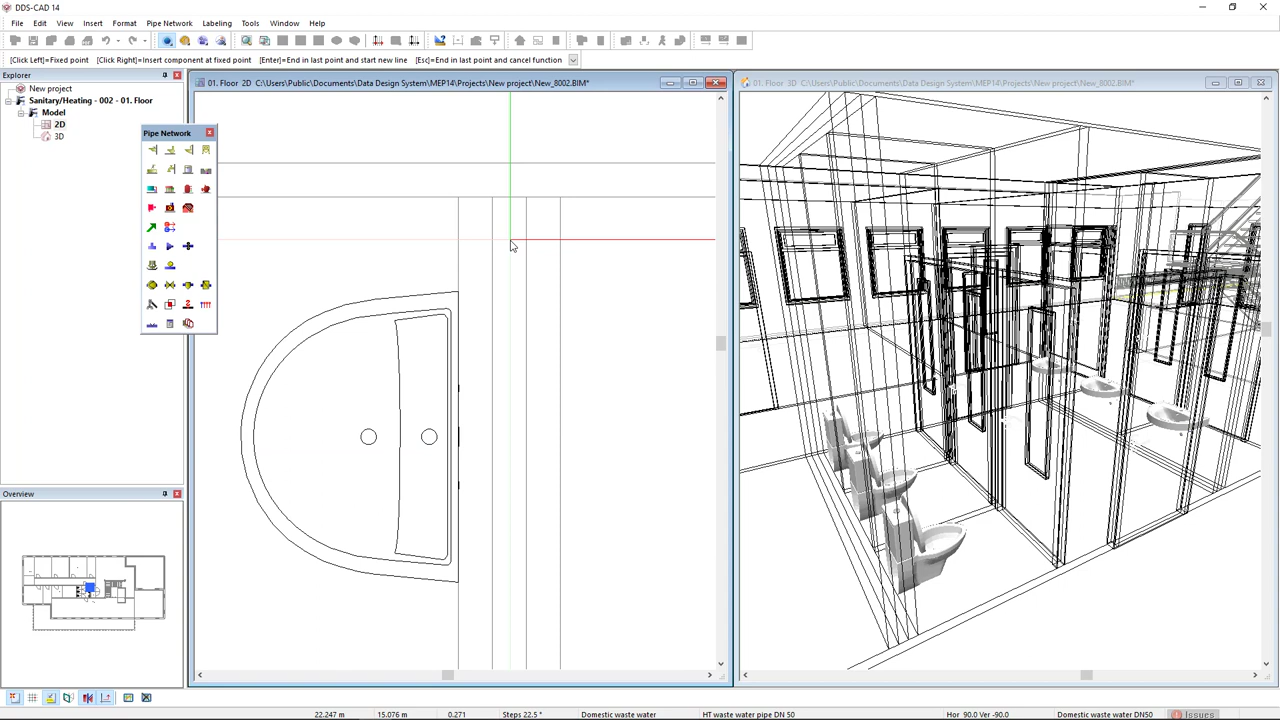 DDS-CAD 14
File Edit View Insert Format Pipe Network Labeling Tools Window Help
[Click Left]=Fixed point [Click Right]=Insert component at fixed point [Enter]=End in last point and start new line [Esc]=End in last point and cancel function
Explorer
New project
Sanitary/Heating - 002 - 01. Floor
Model
2D
3D
Pipe Network
01. Floor 2D C:\Users\Public\Documents\Data Design System\MEP14\Projects\New project\New_8002.BIM*
01. Floor 3D C:\Users\Public\Documents\Data Design System\MEP14\Projects\New project\New_8002.BIM*
Overview
22.247 m 15.076 m 0.271 Steps 22.5 ° Domestic waste water HT waste water pipe DN 50 Hor 90.0 Ver -90.0 Domestic waste water DN50 Issues